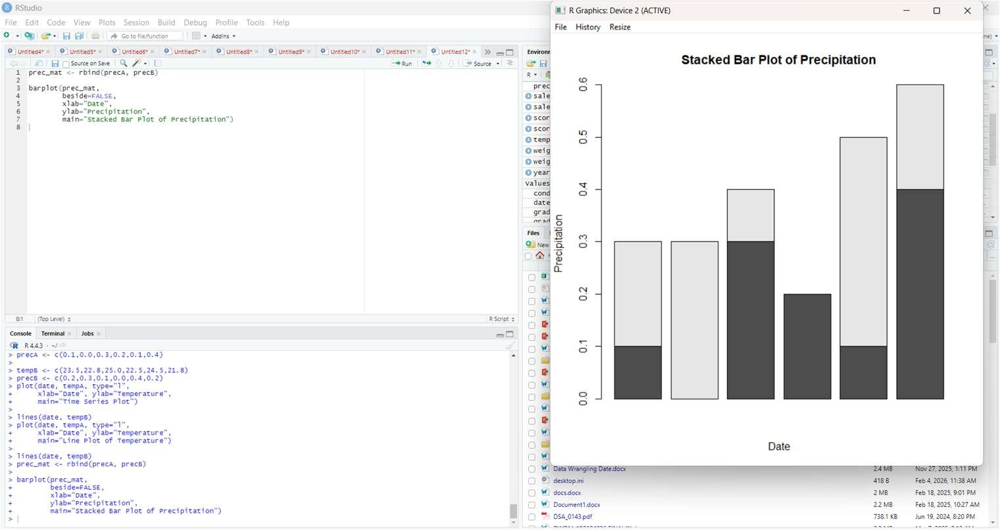 RStudio
File Edit Code View Plots Session Build Debug Profile Tools Help
Go to file/function Addins
Untitled4* Untitled5* Untitled6* Untitled7* Untitled8* Untitled9* Untitled10* Untitled11* Untitled12*
Source on Save Run Source
1 prec_mat <- rbind(precA, precB)
2
3 barplot(prec_mat,
4 beside=FALSE,
5 xlab="Date",
6 ylab="Precipitation",
7 main="Stacked Bar Plot of Precipitation")
8
8:1 (Top Level) R Script
Console Terminal Jobs
R 4.4.3 · ~/
> precA <- c(0.1,0.0,0.3,0.2,0.1,0.4)
>
> tempB <- c(23.5,22.8,25.0,22.5,24.5,21.8)
> precB <- c(0.2,0.3,0.1,0.0,0.4,0.2)
> plot(date, tempA, type="l",
+ xlab="Date", ylab="Temperature",
+ main="Time Series Plot")
>
> lines(date, tempB)
> plot(date, tempA, type="l",
+ xlab="Date", ylab="Temperature",
+ main="Line Plot of Temperature")
>
> lines(date, tempB)
> prec_mat <- rbind(precA, precB)
>
> barplot(prec_mat,
+ beside=FALSE,
+ xlab="Date",
+ ylab="Precipitation",
+ main="Stacked Bar Plot of Precipitation")
>
Environ
R
prec
sale
sale
scor
scor
temp
weig
weig
year
values
cond
date
grad
Files
New
R Graphics: Device 2 (ACTIVE)
File History Resize
Stacked Bar Plot of Precipitation
Precipitation
0.6
0.5
0.4
0.3
0.2
0.1
0.0
Date
Data Wrangling Date.docx 2.4 MB Nov 27, 2025, 1:11 PM
desktop.ini 418 B Feb 4, 2026, 11:38 AM
docs.docx 2 MB Feb 18, 2025, 9:01 PM
Document1.docx 2.2 MB Feb 18, 2025, 10:27 AM
DSA_0143.pdf 738.1 KB Jun 19, 2024, 8:20 PM